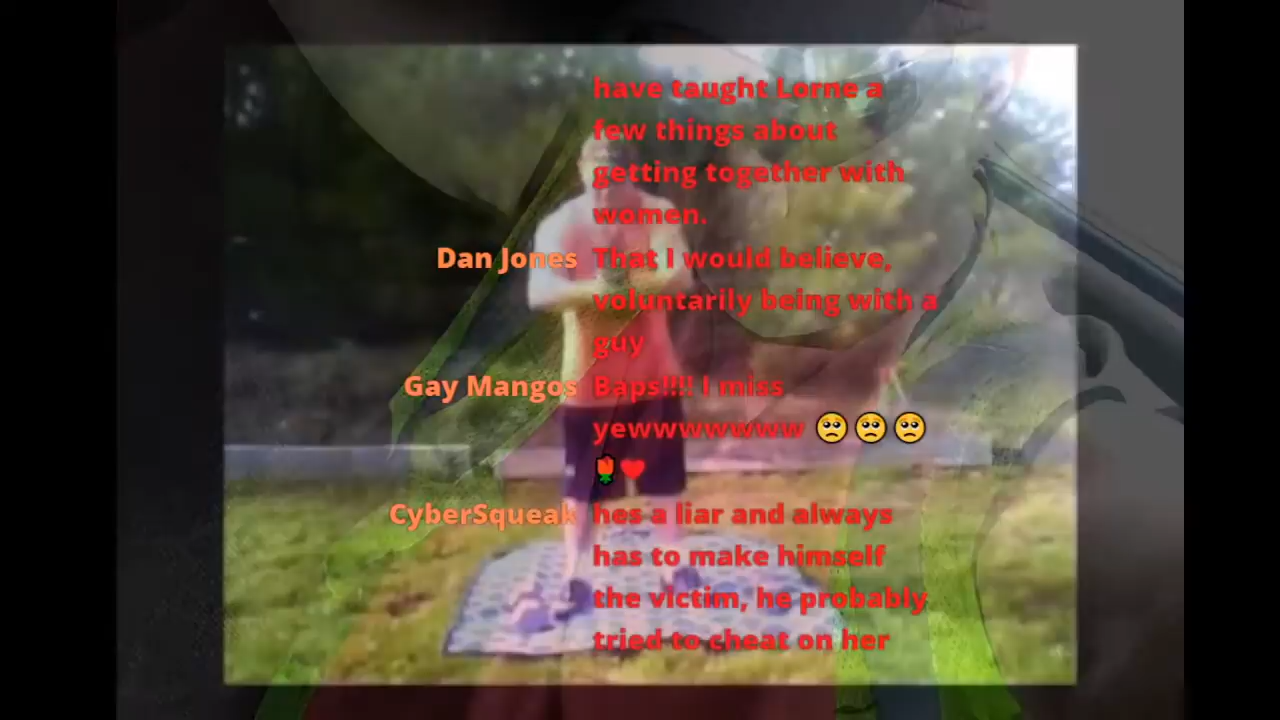 have taught Lorne a
few things about
getting together with
women.
Dan Jones That I would believe,
voluntarily being with a
guy
Gay Mangos Baps!!!! I miss
yewwwwwww 🥺🥺🥺
🌹❤️
CyberSqueak hes a liar and always
has to make himself
the victim, he probably
tried to cheat on her